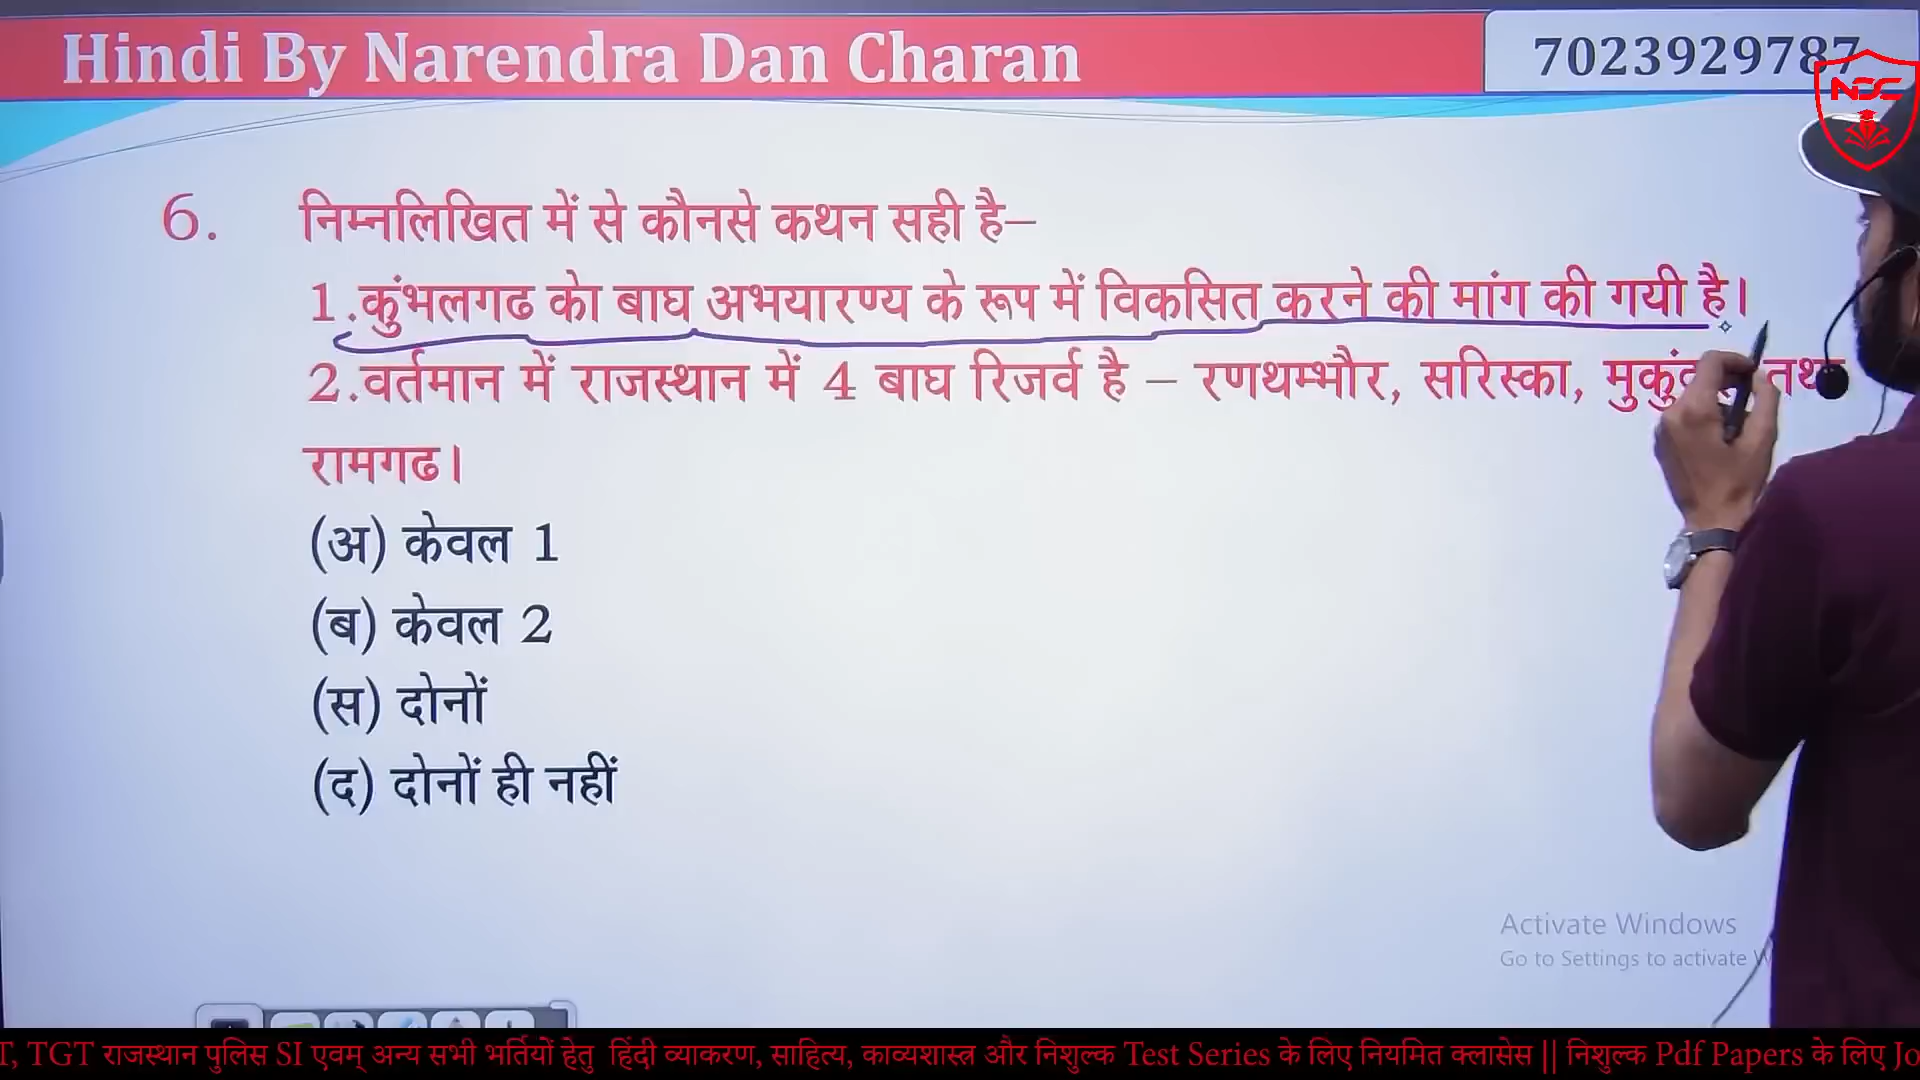 Hindi By Narendra Dan Charan
7023929787
NDC
6. निम्नलिखित में से कौनसे कथन सही है–
1.कुंभलगढ को बाघ अभयारण्य के रूप में विकसित करने की मांग की गयी है।
2.वर्तमान में राजस्थान में 4 बाघ रिजर्व है – रणथम्भौर, सरिस्का,
रामगढ।
(अ) केवल 1
(ब) केवल 2
(स) दोनों
(द) दोनों ही नहीं
Activate Windows
Go to Settings to activate
TGT राजस्थान पुलिस SI एवम् अन्य सभी भर्तियों हेतु हिंदी व्याकरण, साहित्य, काव्यशास्त्र और निशुल्क Test Series के लिए नियमित क्लासेस || निशुल्क Pdf Papers के लिए